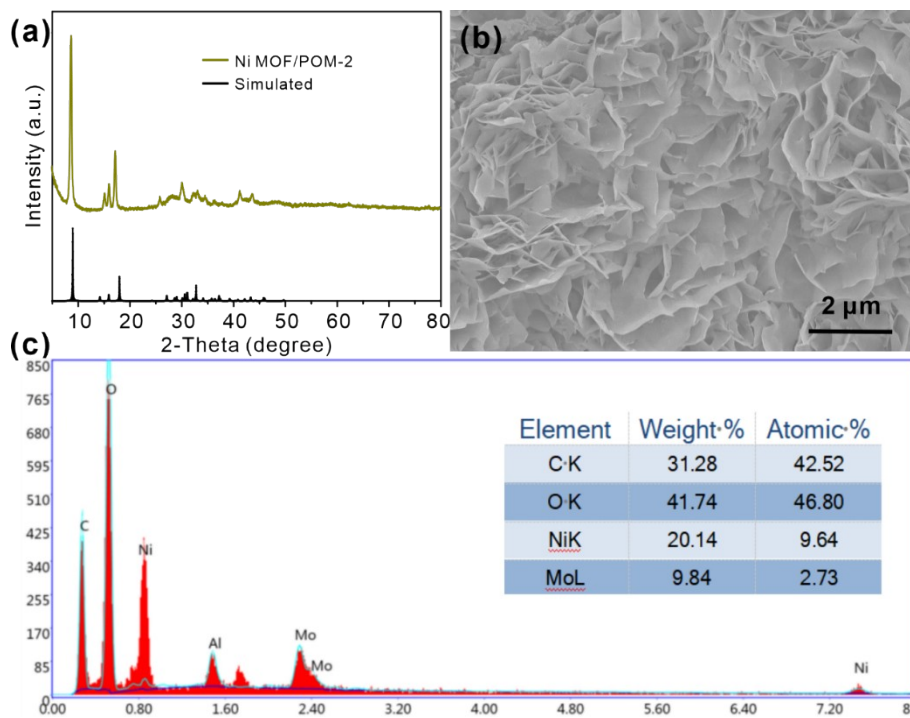 (a)
Ni MOF/POM-2
Simulated
Intensity (a.u.)
10 20 30 40 50 60 70 80
2-Theta (degree)
(b)
2 µm
(c)
850
765
680
595
510
425
340
255
170
85
0
0.00 0.80 1.60 2.40 3.20 4.00 4.80 5.60 6.40 7.20 8
C
O
Ni
Al
Mo
Mo
Ni
Element Weight·% Atomic·%
C·K 31.28 42.52
O·K 41.74 46.80
NiK 20.14 9.64
MoL 9.84 2.73